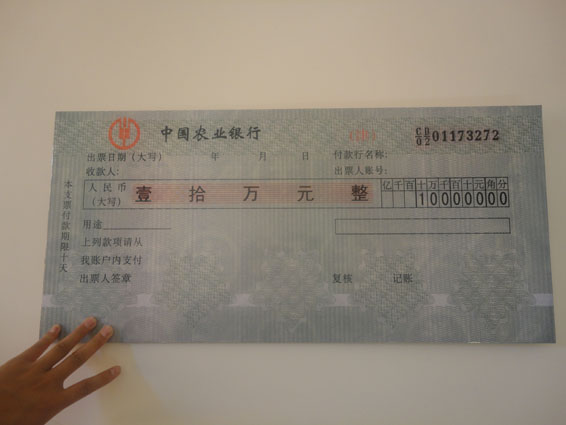 中国农业银行
CB/02 01173272
出票日期(大写) 年 月 日 付款行名称:
收款人: 出票人账号:
人民币(大写) 壹拾万元整
亿千百十万千百十元角分
10000000
用途
上列款项请从
我账户内支付
出票人签章 复核 记账
本支票付款期限十天